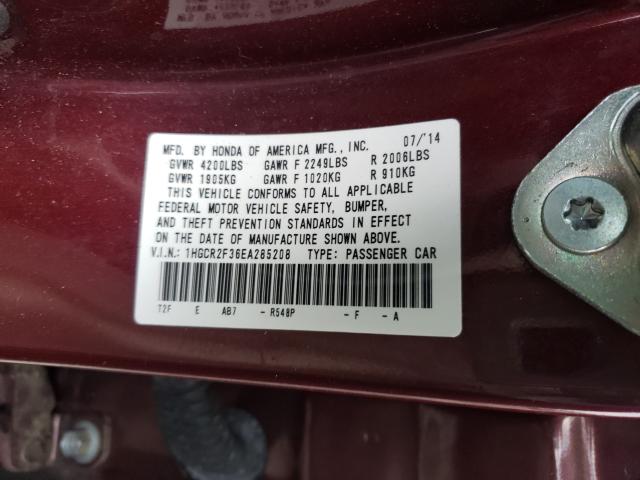 MFD. BY HONDA OF AMERICA MFG., INC. 07/'14
GVWR 4200LBS GAWR F 2249LBS R 2006LBS
GVWR 1905KG GAWR F 1020KG R 910KG
THIS VEHICLE CONFORMS TO ALL APPLICABLE
FEDERAL MOTOR VEHICLE SAFETY, BUMPER,
AND THEFT PREVENTION STANDARDS IN EFFECT
ON THE DATE OF MANUFACTURE SHOWN ABOVE.
V.I.N.: 1HGCR2F36EA285208 TYPE: PASSENGER CAR
T2F E AB7 - R548P - F - A